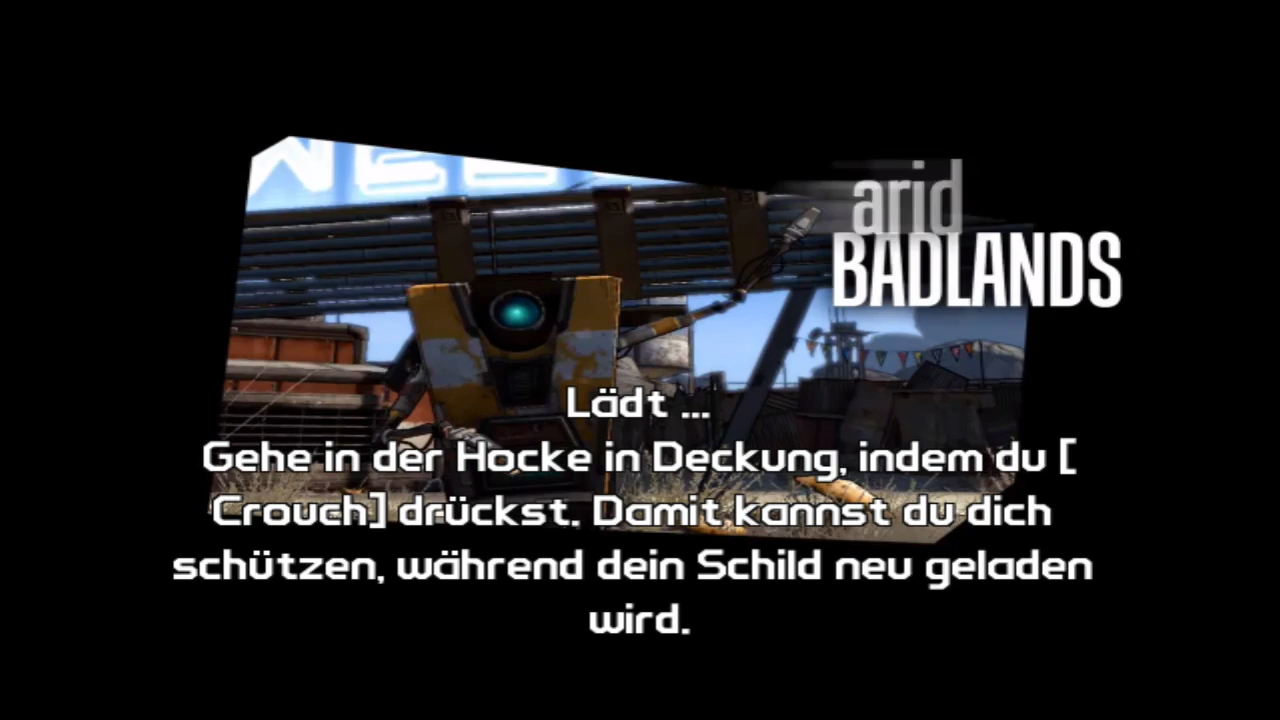 arid
BADLANDS
Lädt ...
Gehe in der Hocke in Deckung, indem du [
Crouch] drückst. Damit kannst du dich
schützen, während dein Schild neu geladen
wird.